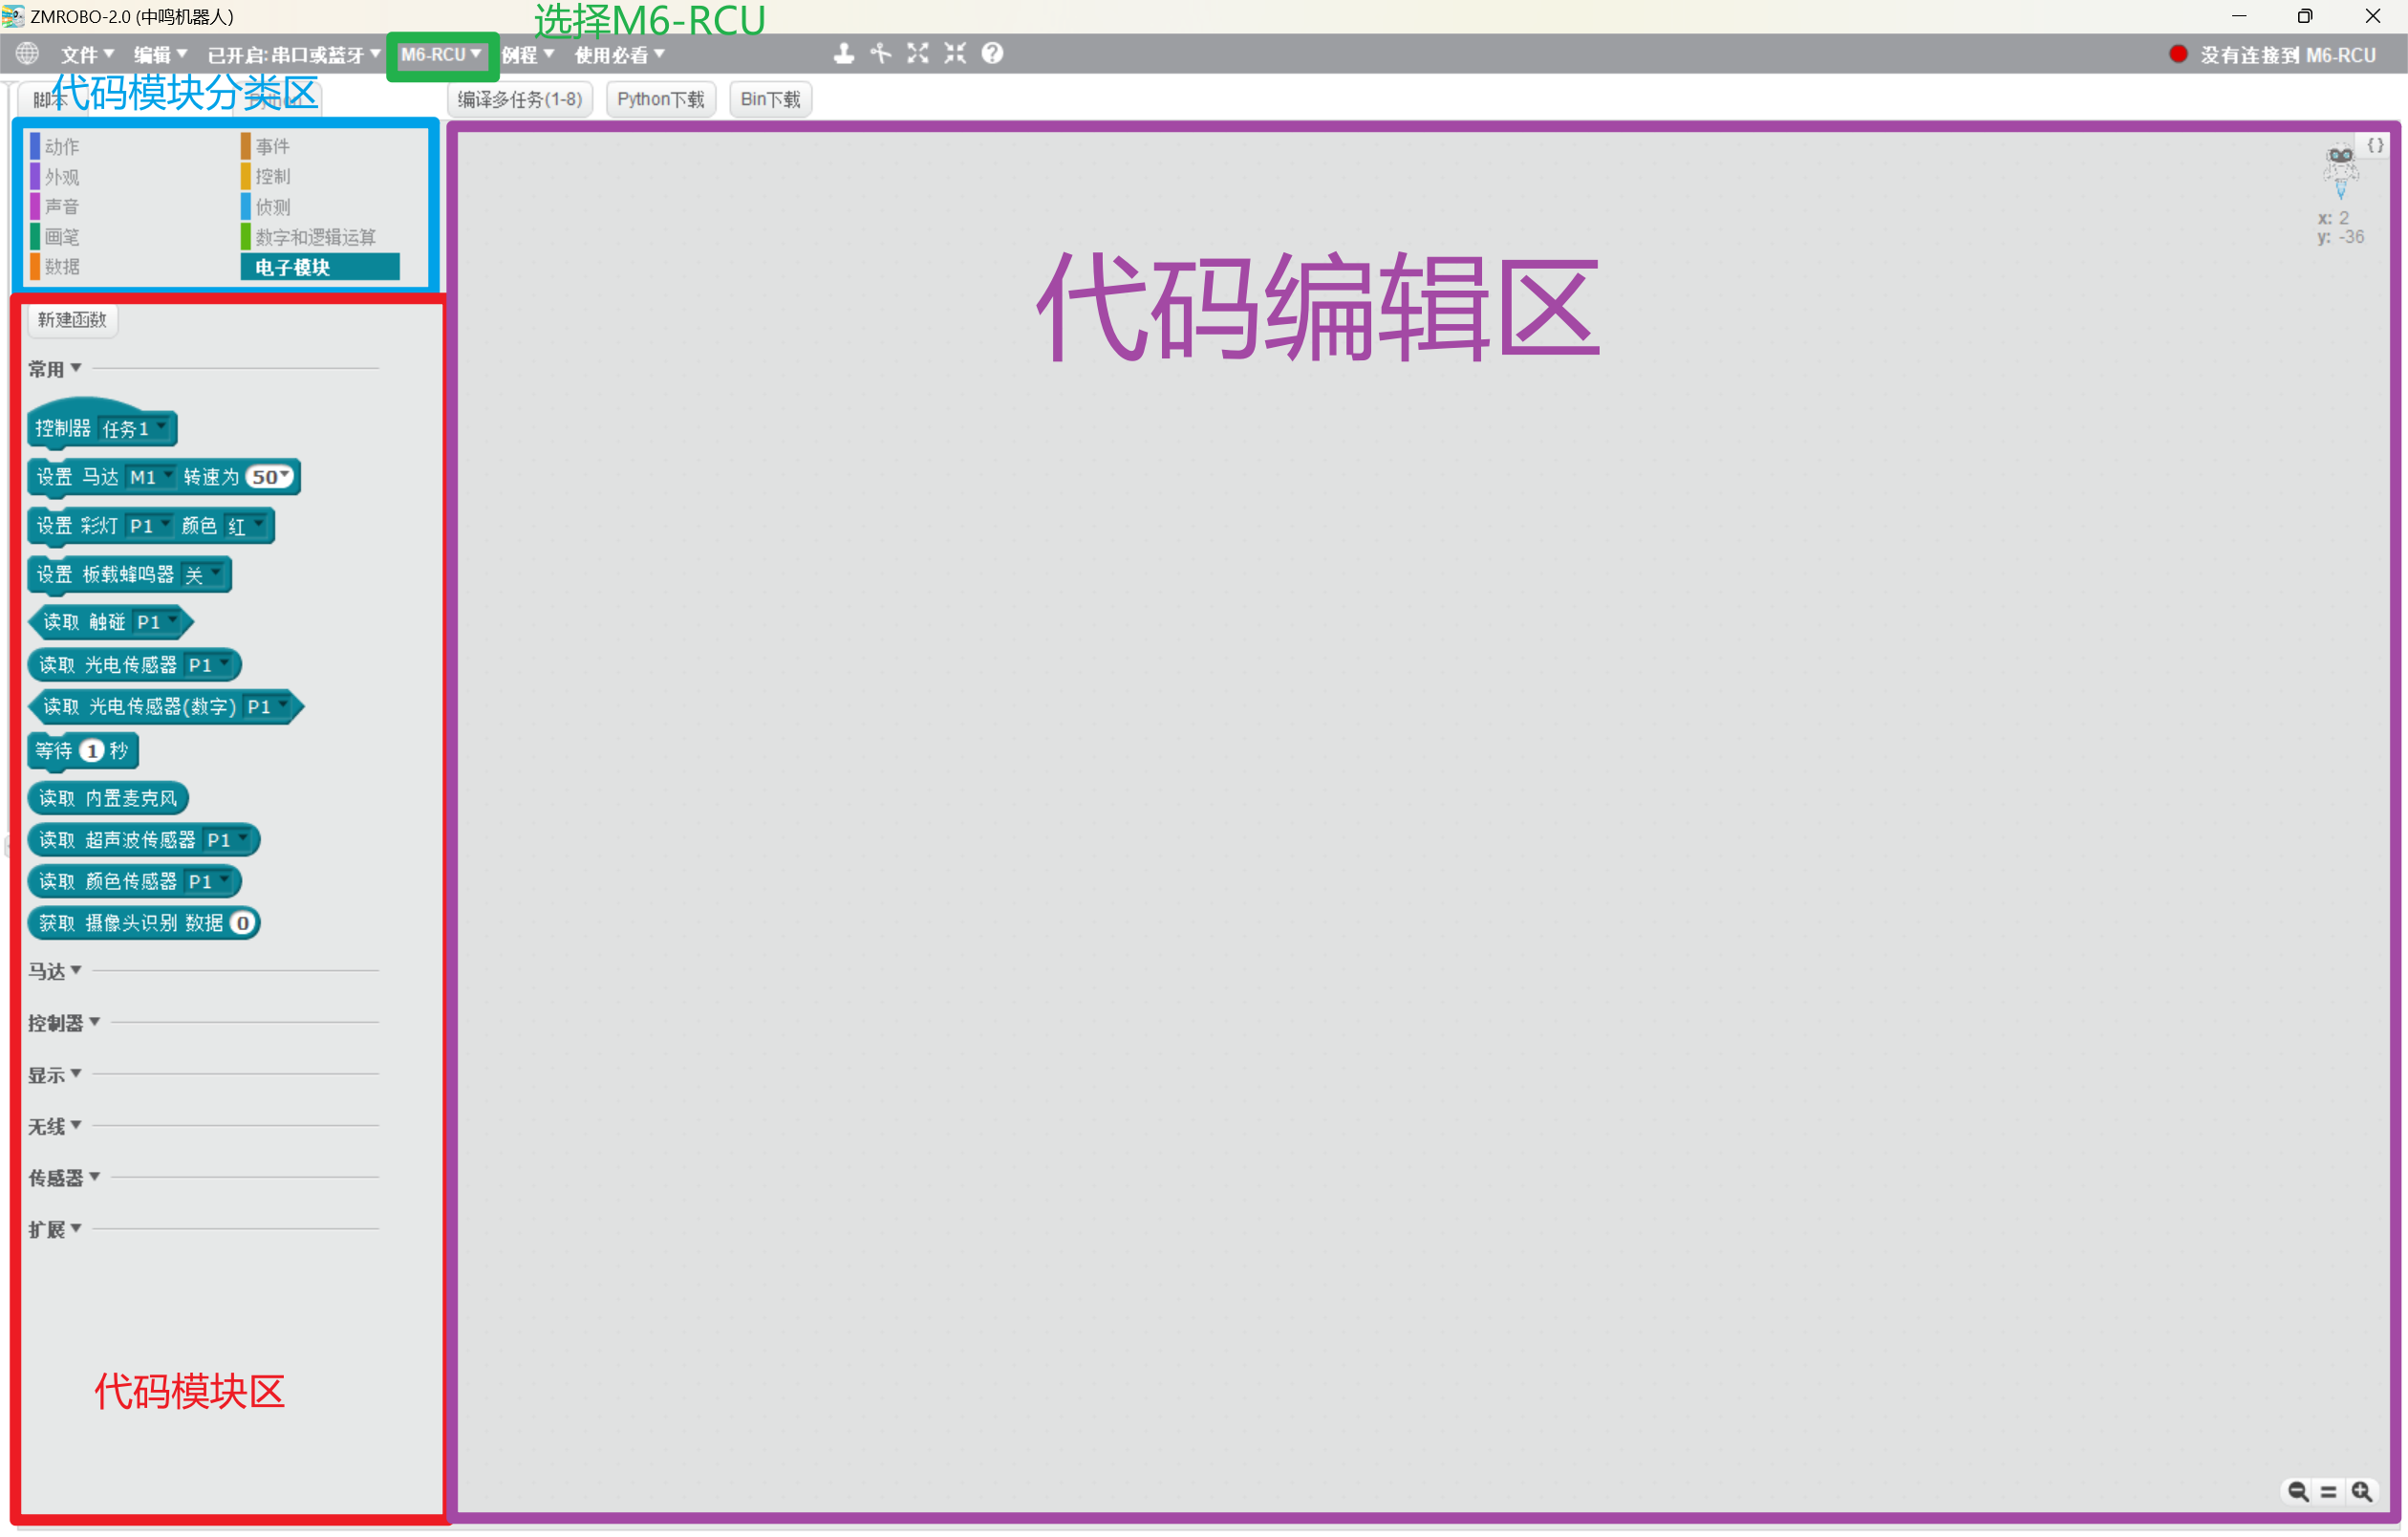 ZMROBO-2.0 (中鸣机器人)
选择M6-RCU
文件 编辑 已开启:串口或蓝牙 M6-RCU 例程 使用必看 没有连接到 M6-RCU
代码模块分类区
脚本
编译多任务(1-8) Python下载 Bin下载
动作 事件
外观 控制
声音 侦测
画笔 数字和逻辑运算
数据 电子模块
{}
x: 2
y: -36
代码编辑区
新建函数
常用
控制器 任务1
设置 马达 M1 转速为 50
设置 彩灯 P1 颜色 红
设置 板载蜂鸣器 关
读取 触碰 P1
读取 光电传感器 P1
读取 光电传感器(数字) P1
等待 1 秒
读取 内置麦克风
读取 超声波传感器 P1
读取 颜色传感器 P1
获取 摄像头识别 数据 0
马达
控制器
显示
无线
传感器
扩展
代码模块区